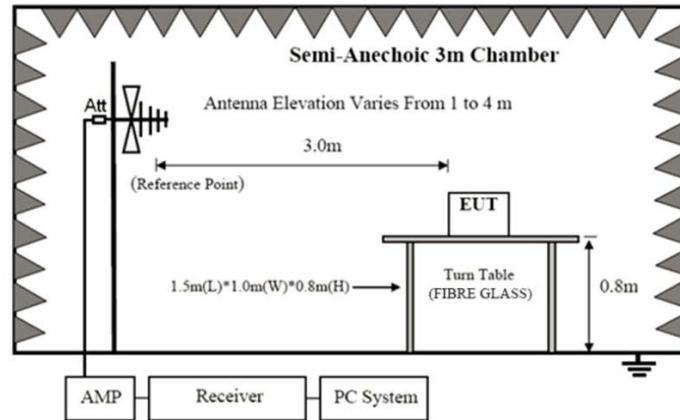 Semi-Anechoic 3m Chamber
Att
Antenna Elevation Varies From 1 to 4 m
3.0m
(Reference Point)
EUT
1.5m(L)*1.0m(W)*0.8m(H)
Turn Table
(FIBRE GLASS)
0.8m
AMP
Receiver
PC System